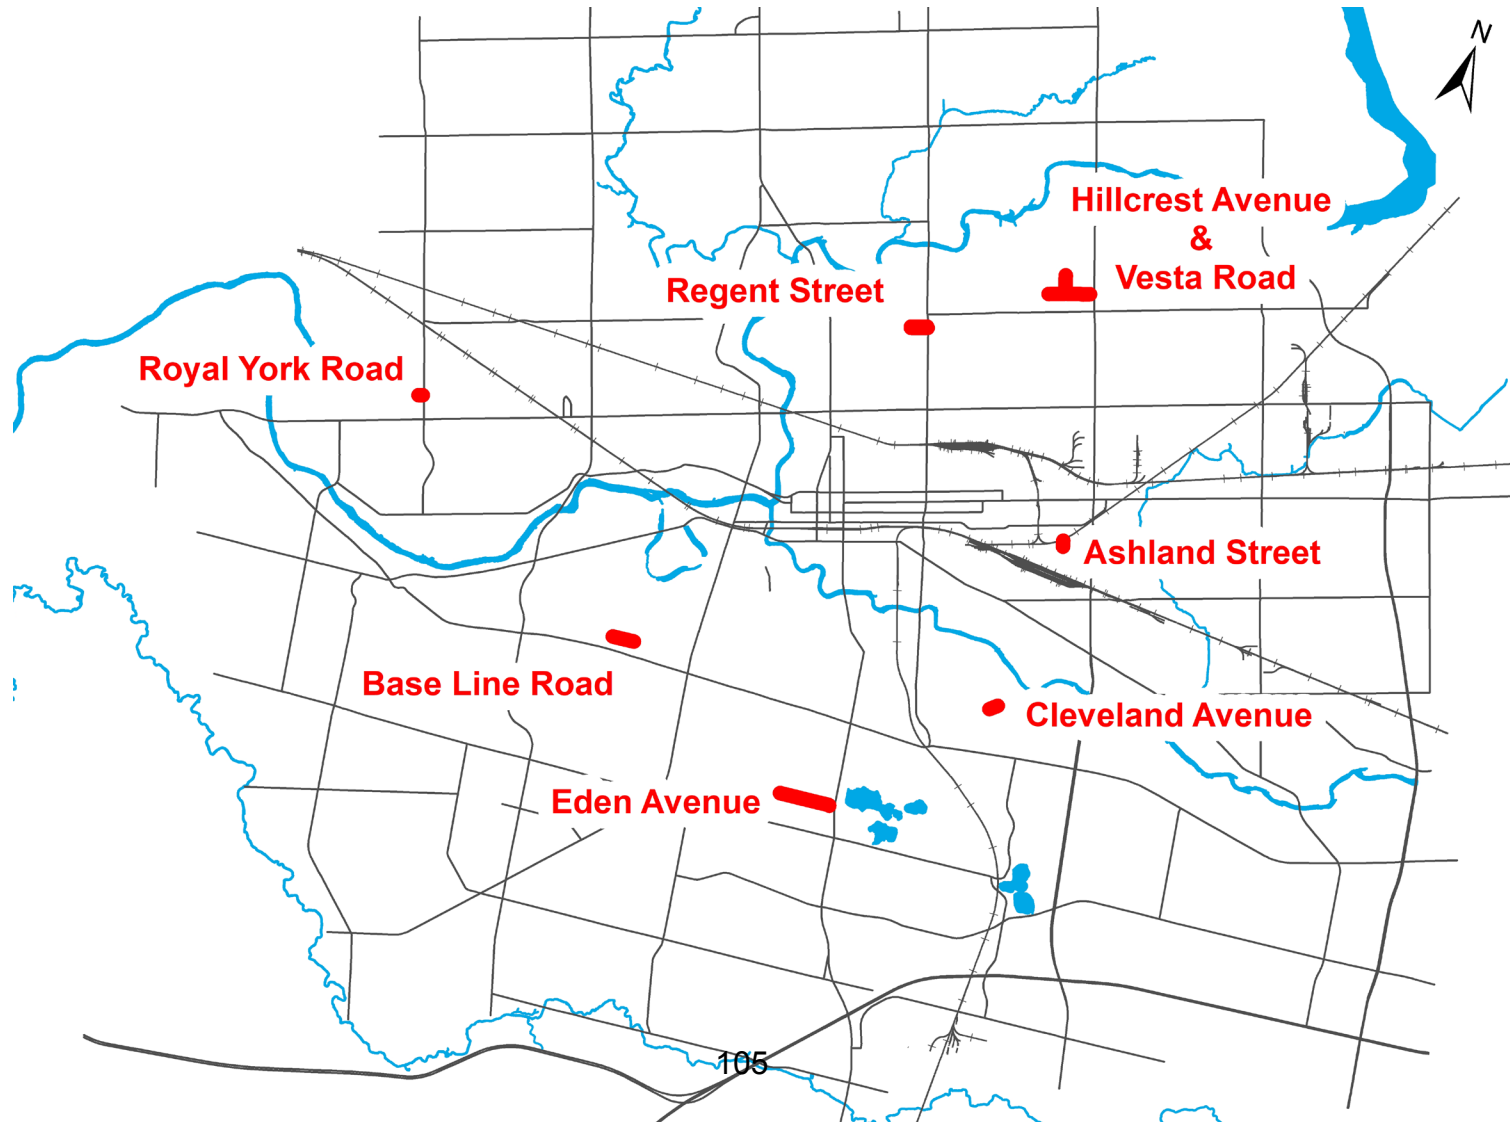 N
Hillcrest Avenue
&
Vesta Road
Regent Street
Royal York Road
Ashland Street
Base Line Road
Cleveland Avenue
Eden Avenue
105